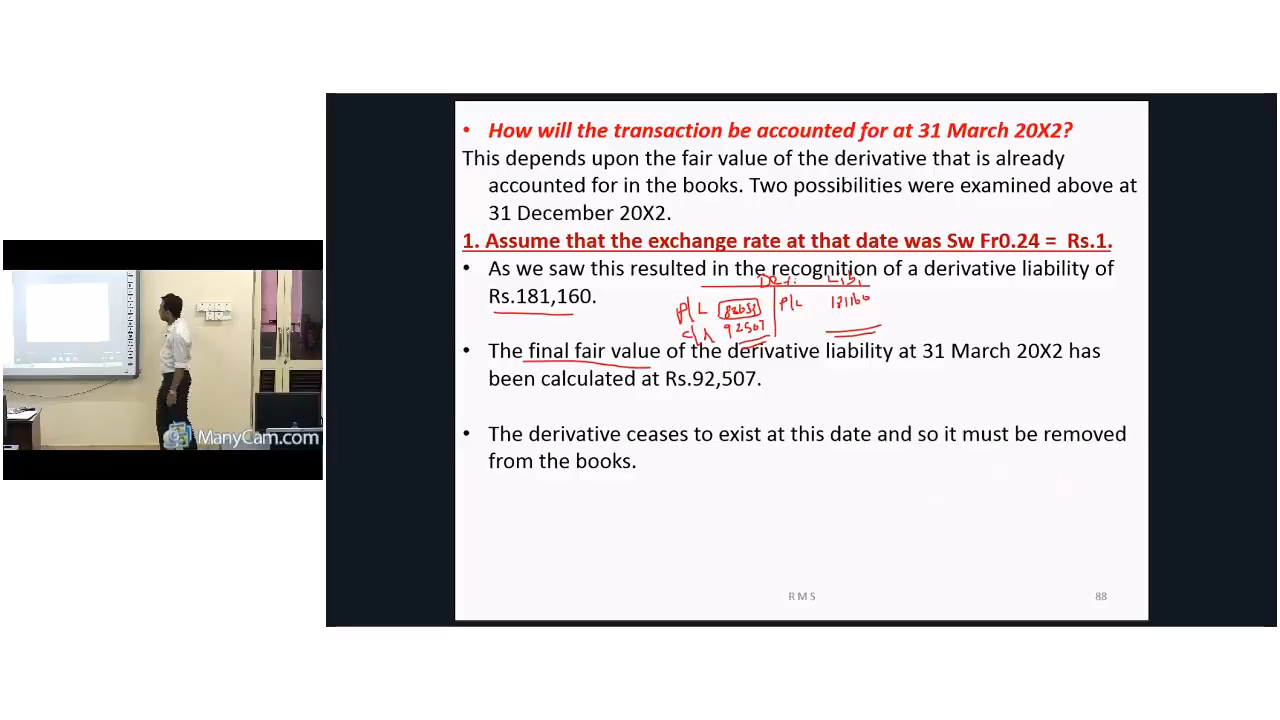 • How will the transaction be accounted for at 31 March 20X2?
This depends upon the fair value of the derivative that is already
accounted for in the books. Two possibilities were examined above at
31 December 20X2.
1. Assume that the exchange rate at that date was Sw Fr0.24 = Rs.1.
• As we saw this resulted in the recognition of a derivative liability of
Rs.181,160.
P/L P/L 181160
92507
• The final fair value of the derivative liability at 31 March 20X2 has
been calculated at Rs.92,507.
• The derivative ceases to exist at this date and so it must be removed
from the books.
R M S 88
ManyCam.com